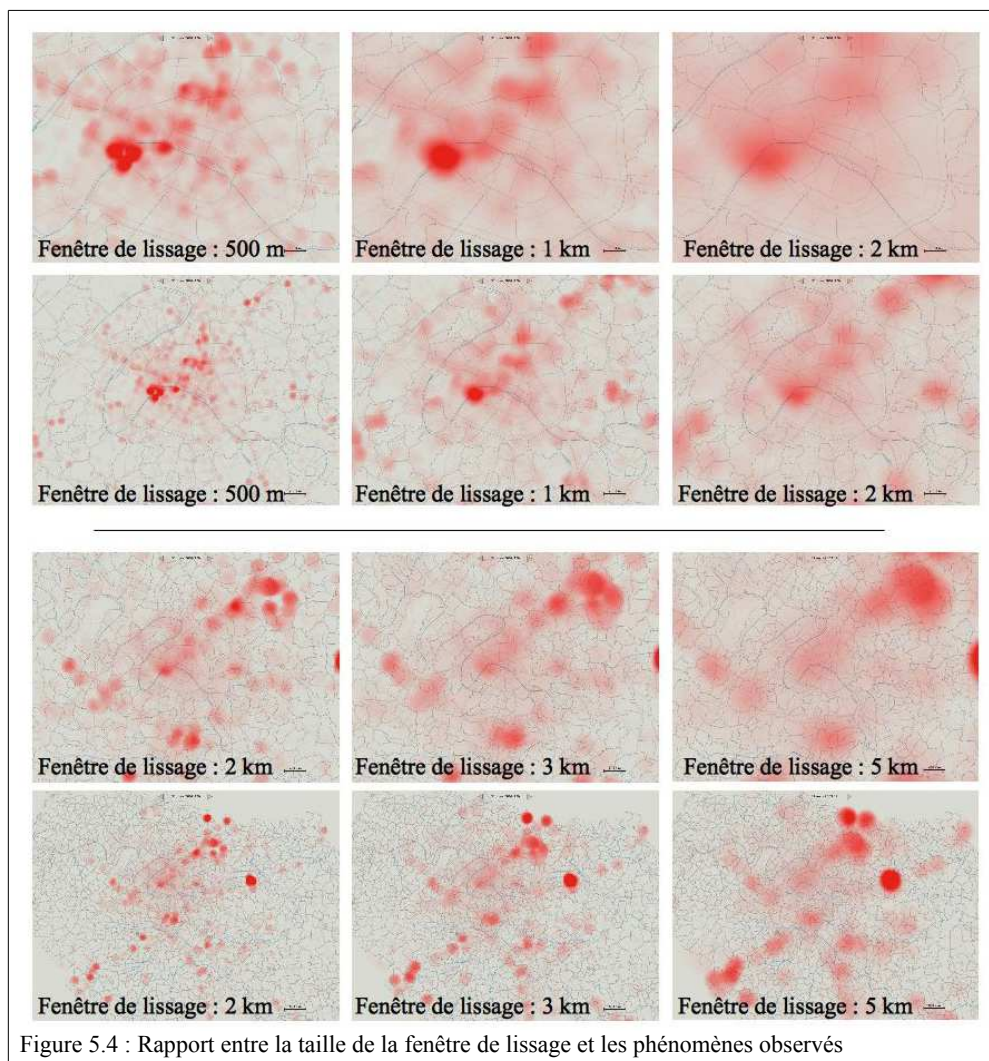 Fenêtre de lissage : 500 m
Fenêtre de lissage : 1 km
Fenêtre de lissage : 2 km
Fenêtre de lissage : 500 m
Fenêtre de lissage : 1 km
Fenêtre de lissage : 2 km
Fenêtre de lissage : 2 km
Fenêtre de lissage : 3 km
Fenêtre de lissage : 5 km
Fenêtre de lissage : 2 km
Fenêtre de lissage : 3 km
Fenêtre de lissage : 5 km
Figure 5.4 : Rapport entre la taille de la fenêtre de lissage et les phénomènes observés